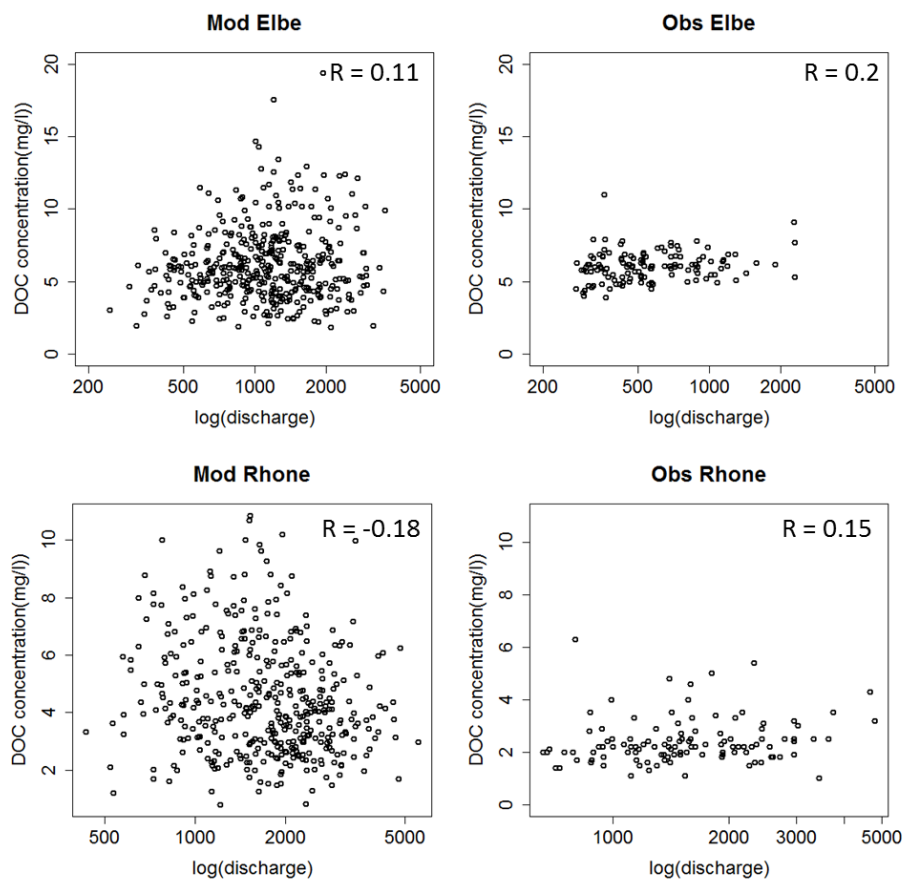 Mod Elbe
R = 0.11
DOC concentration(mg/l))
20
15
10
5
0
200 500 1000 2000 5000
log(discharge)
Obs Elbe
R = 0.2
DOC concentration(mg/l))
20
15
10
5
0
200 500 1000 2000 5000
log(discharge)
Mod Rhone
R = -0.18
DOC concentration(mg/l))
10
8
6
4
2
500 1000 2000 5000
log(discharge)
Obs Rhone
R = 0.15
DOC concentration(mg/l))
10
8
6
4
2
0
1000 2000 3000 5000
log(discharge)